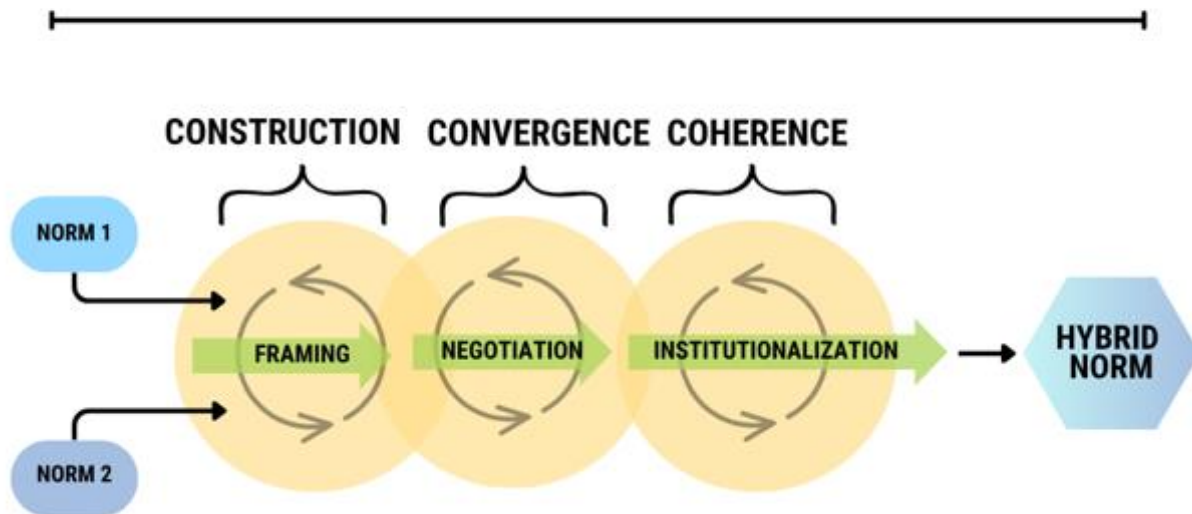 CONSTRUCTION
CONVERGENCE
COHERENCE
NORM 1
FRAMING
NEGOTIATION
INSTITUTIONALIZATION
HYBRID
NORM
NORM 2